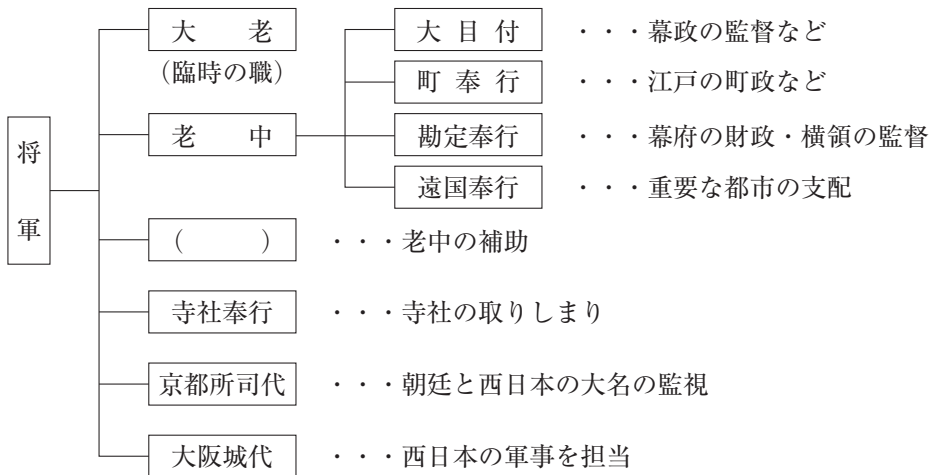 大老
(臨時の職)
老中
大目付 ・・・幕政の監督など
町奉行 ・・・江戸の町政など
勘定奉行 ・・・幕府の財政・横領の監督
遠国奉行 ・・・重要な都市の支配
将軍
(　　　) ・・・老中の補助
寺社奉行 ・・・寺社の取りしまり
京都所司代 ・・・朝廷と西日本の大名の監視
大阪城代 ・・・西日本の軍事を担当